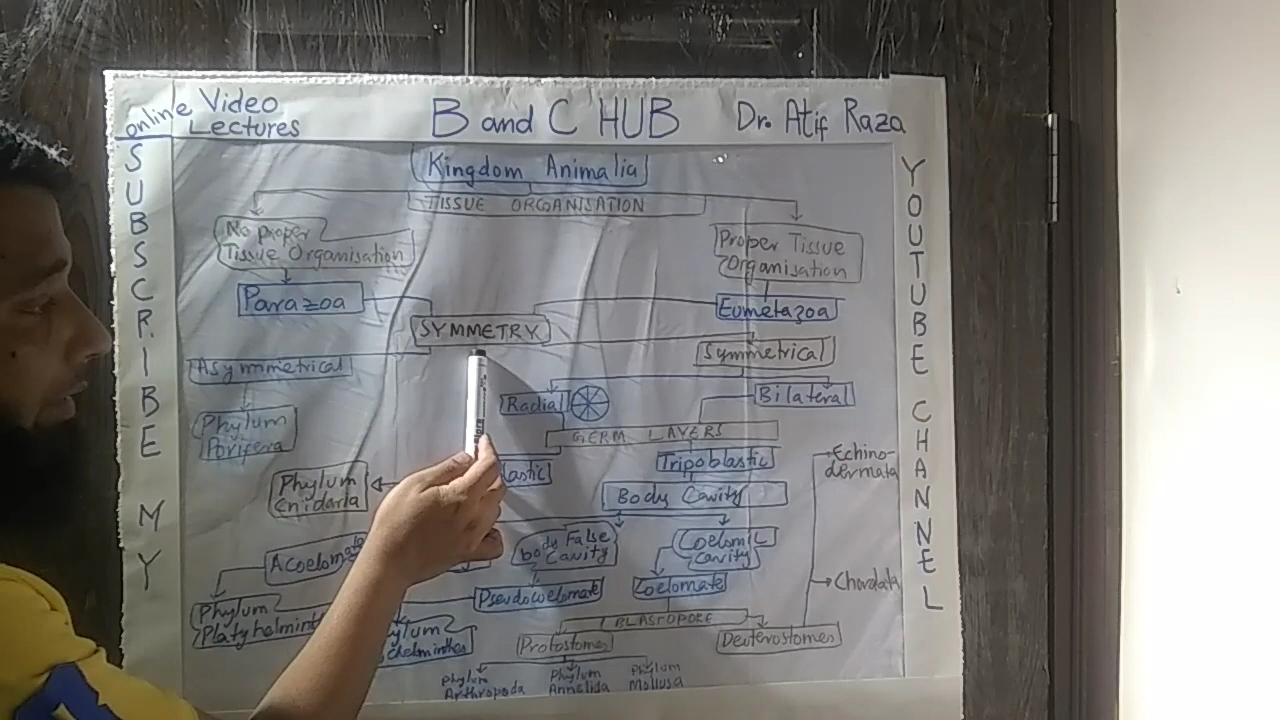 online Video
Lectures
B and C HUB
Dr. Atif Raza
SUBSCRIBE MY
YOUTUBE CHANNEL
Kingdom Animalia
TISSUE ORGANISATION
No proper
Tissue Organisation
Proper Tissue
Organisation
Parazoa
Eumetazoa
SYMMETRY
Asymmetrical
Symmetrical
Radial
Bilateral
Phylum
Porifera
GERM LAYERS
lastic
Tripoblastic
Echino-
dermata
Phylum
Cnidaria
Body Cavity
body False
Cavity
Coelom
Cavity
Acoelomate
Pseudocoelomate
Coelomate
Chordata
Phylum
Platyhelmint
ylum
chelminthes
BLASTOPORE
Protostomes
Deuterostomes
Phylum
Arthropoda
Phylum
Annelida
Phylum
Mollusa